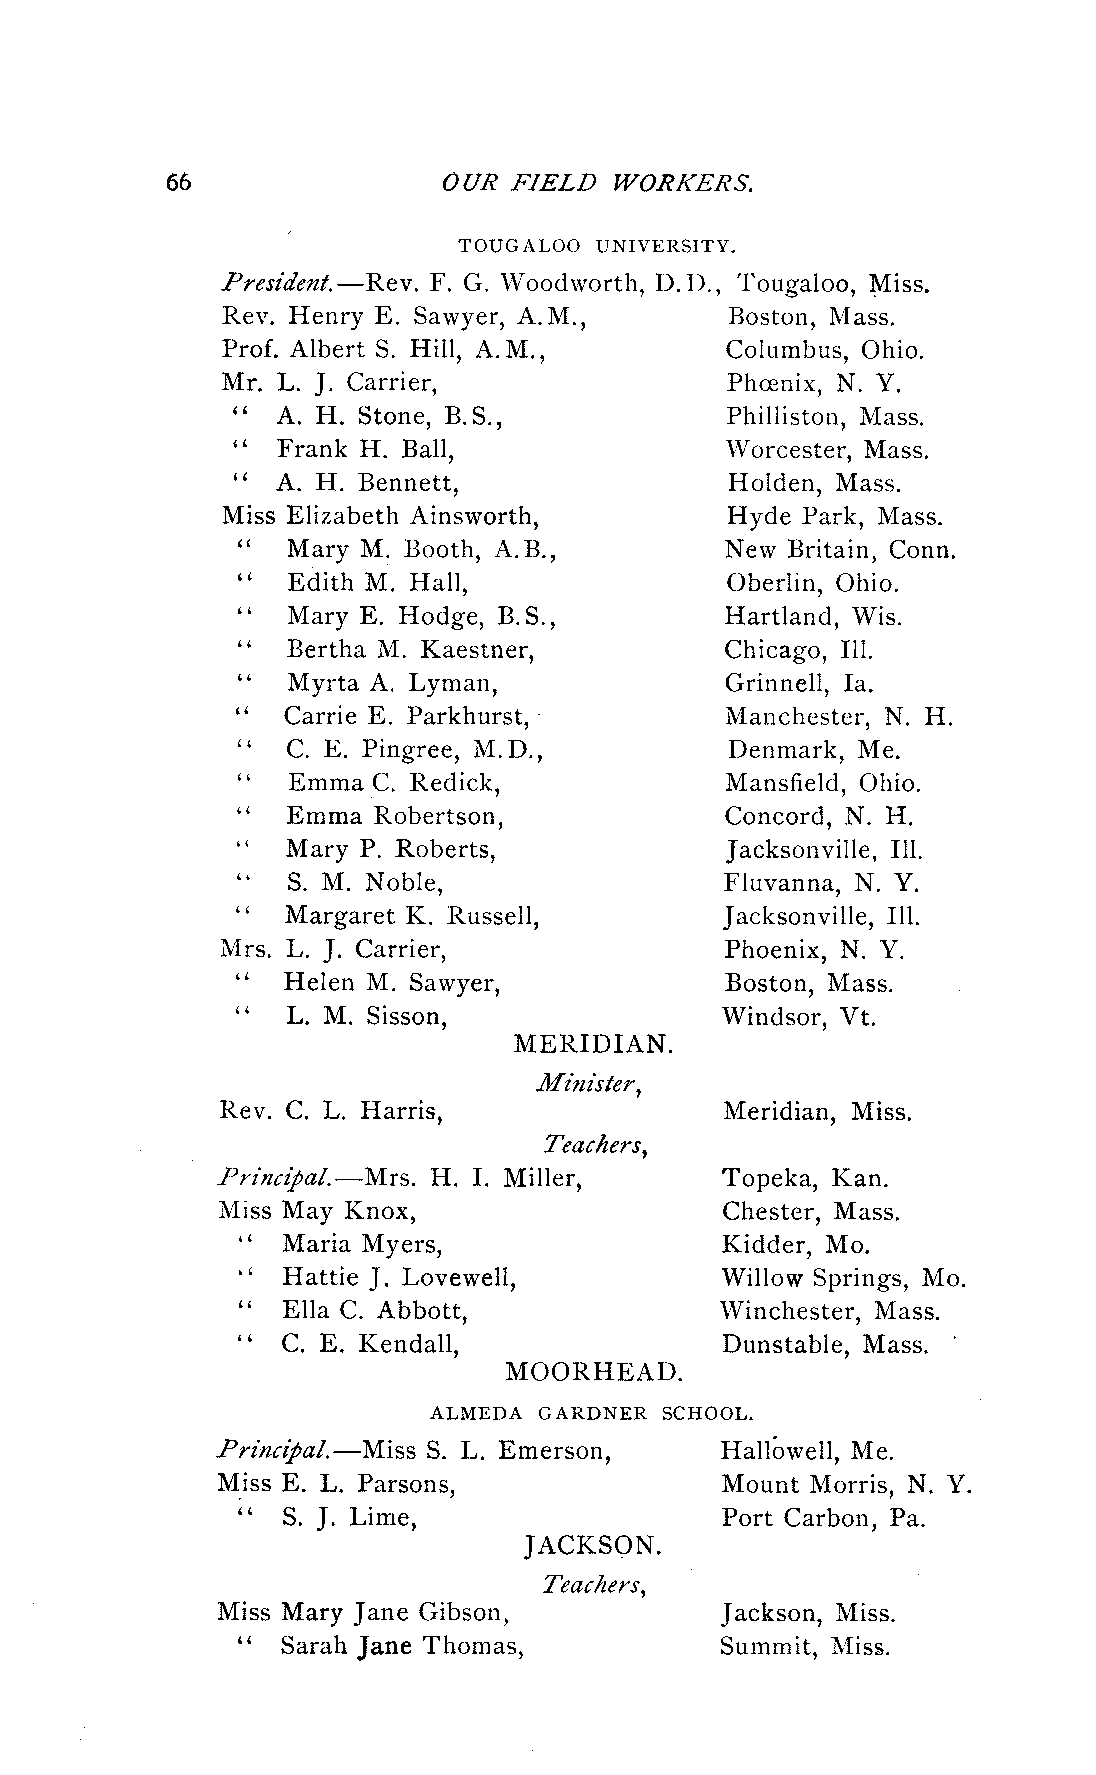 66 OUR FIELD WORKERS.
TOUGALOO UNIVERSITY.
President.—Rev. F. G. Woodworth, D.D., Tougaloo, Miss.
Rev. Henry E. Sawyer, A.M., Boston, Mass.
Prof. Albert S. Hill, A.M., Columbus, Ohio.
Mr. L. J. Carrier, Phœnix, N. Y.
“ A. H. Stone, B.S., Philliston, Mass.
“ Frank H. Ball, Worcester, Mass.
“ A. H. Bennett, Holden, Mass.
Miss Elizabeth Ainsworth, Hyde Park, Mass.
“ Mary M. Booth, A.B., New Britain, Conn.
“ Edith M. Hall, Oberlin, Ohio.
“ Mary E. Hodge, B.S., Hartland, Wis.
“ Bertha M. Kaestner, Chicago, Ill.
“ Myrta A. Lyman, Grinnell, Ia.
“ Carrie E. Parkhurst, Manchester, N. H.
“ C. E. Pingree, M.D., Denmark, Me.
“ Emma C. Redick, Mansfield, Ohio.
“ Emma Robertson, Concord, N. H.
“ Mary P. Roberts, Jacksonville, Ill.
“ S. M. Noble, Fluvanna, N. Y.
“ Margaret K. Russell, Jacksonville, Ill.
Mrs. L. J. Carrier, Phoenix, N. Y.
“ Helen M. Sawyer, Boston, Mass.
“ L. M. Sisson, Windsor, Vt.
MERIDIAN.
Minister,
Rev. C. L. Harris, Meridian, Miss.
Teachers,
Principal.—Mrs. H. I. Miller, Topeka, Kan.
Miss May Knox, Chester, Mass.
“ Maria Myers, Kidder, Mo.
“ Hattie J. Lovewell, Willow Springs, Mo.
“ Ella C. Abbott, Winchester, Mass.
“ C. E. Kendall, Dunstable, Mass.
MOORHEAD.
ALMEDA GARDNER SCHOOL.
Principal.—Miss S. L. Emerson, Hallowell, Me.
Miss E. L. Parsons, Mount Morris, N. Y.
“ S. J. Lime, Port Carbon, Pa.
JACKSON.
Teachers,
Miss Mary Jane Gibson, Jackson, Miss.
“ Sarah Jane Thomas, Summit, Miss.